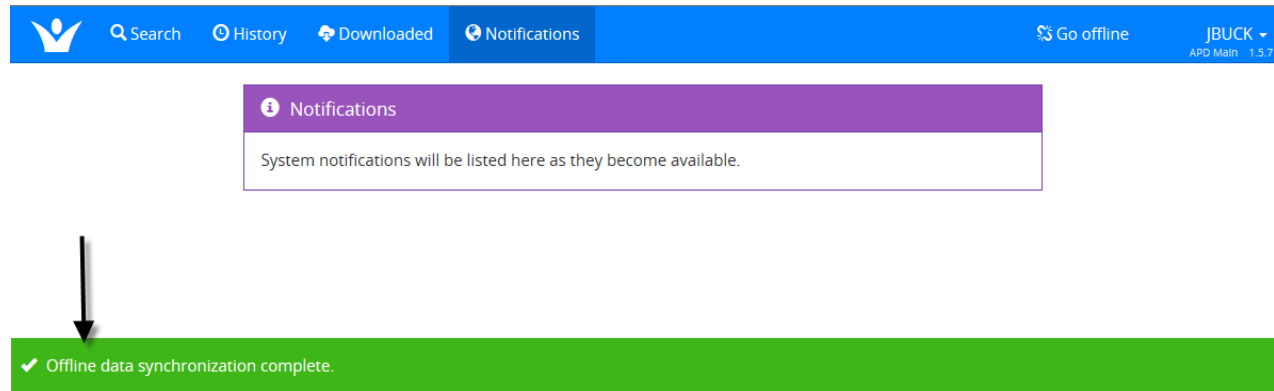 Search History Downloaded Notifications Go offline JBUCK
APD Main 1.5.7
Notifications
System notifications will be listed here as they become available.
Offline data synchronization complete.